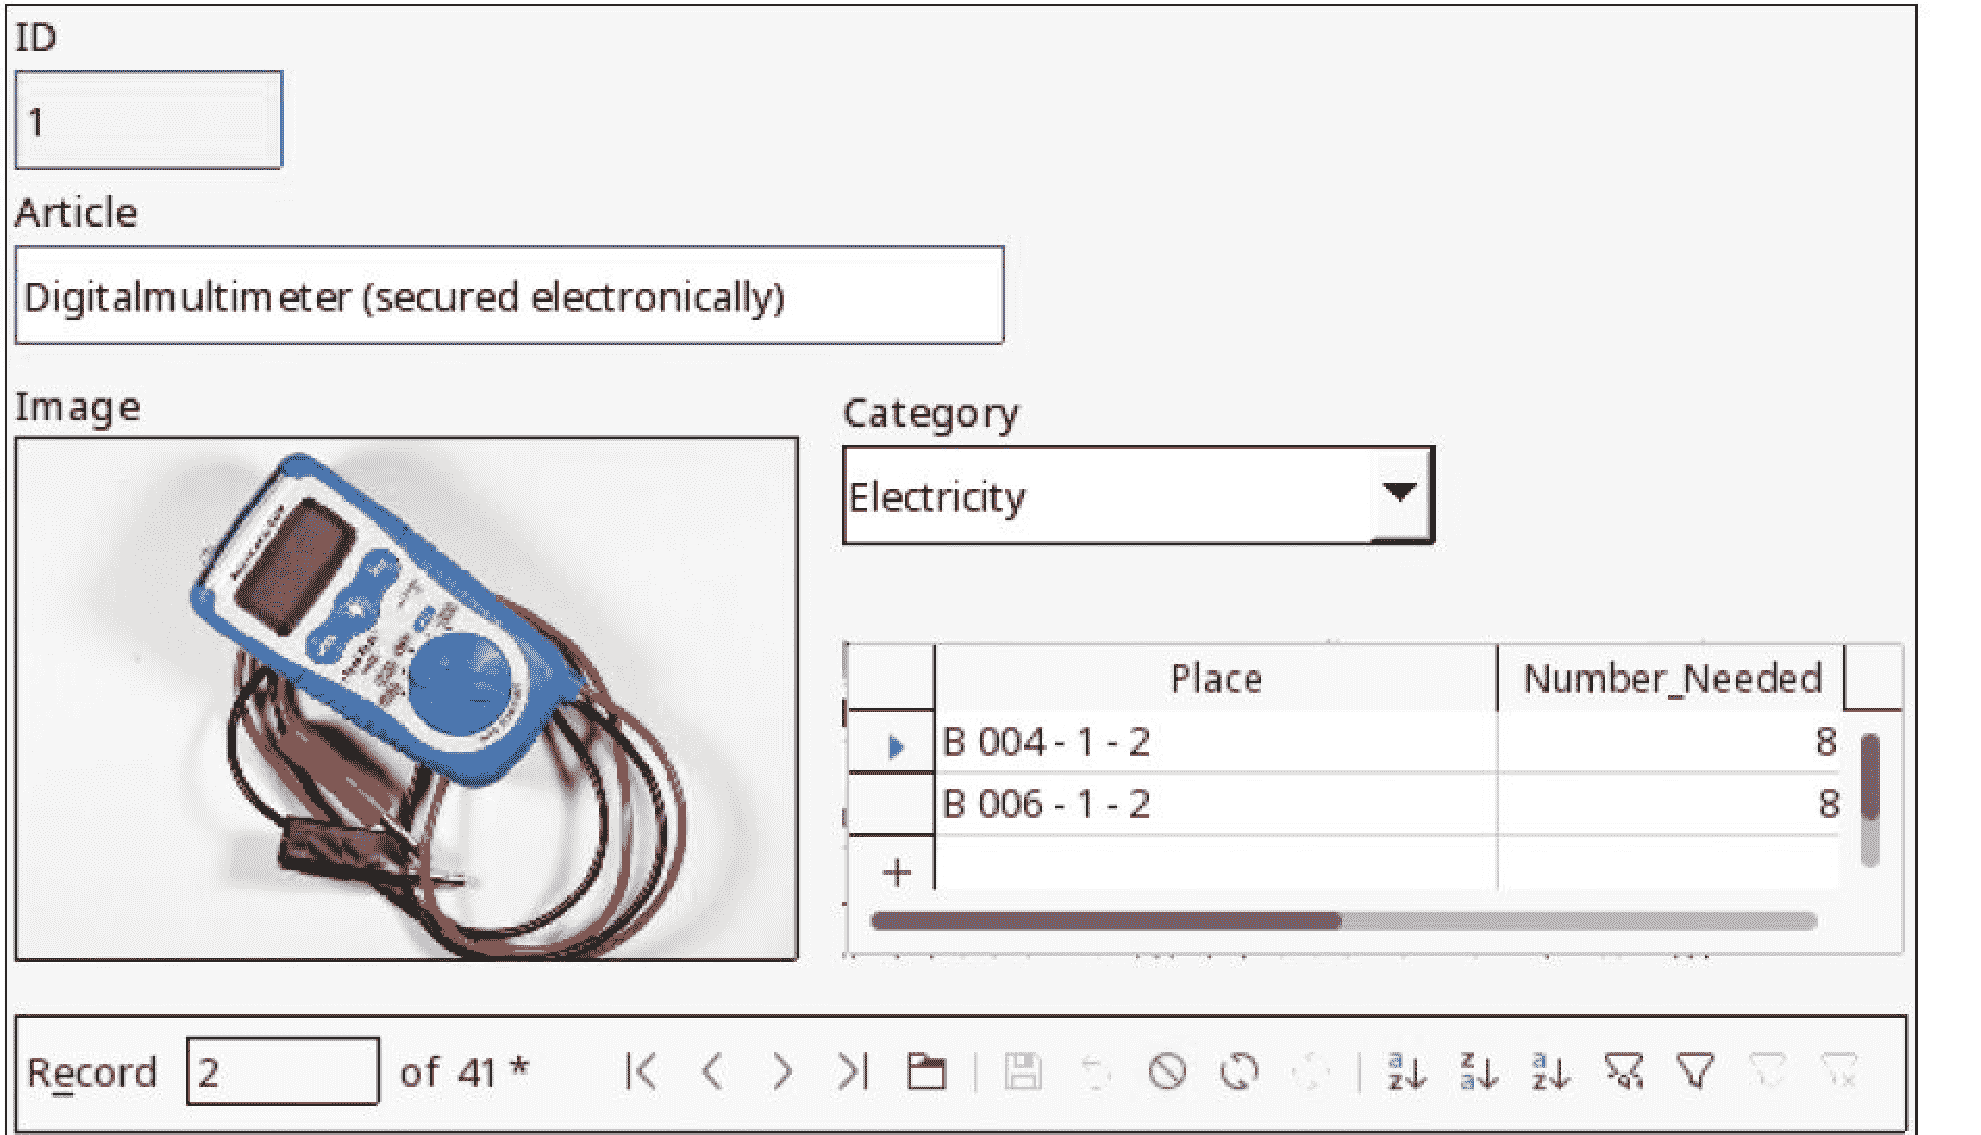 ID
1
Article
Digitalmultimeter (secured electronically)
Image
Category
Electricity
Place Number_Needed
B 004 - 1 - 2 8
B 006 - 1 - 2 8
Record 2 of 41 *